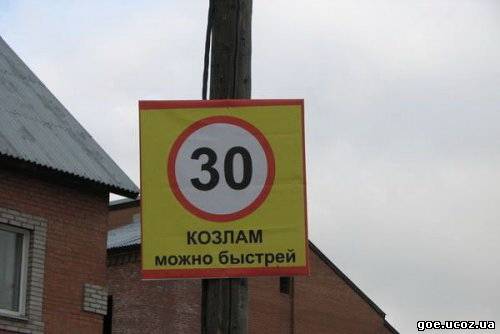 30
КОЗЛАМ
можно быстрей
goe.ucoz.ua